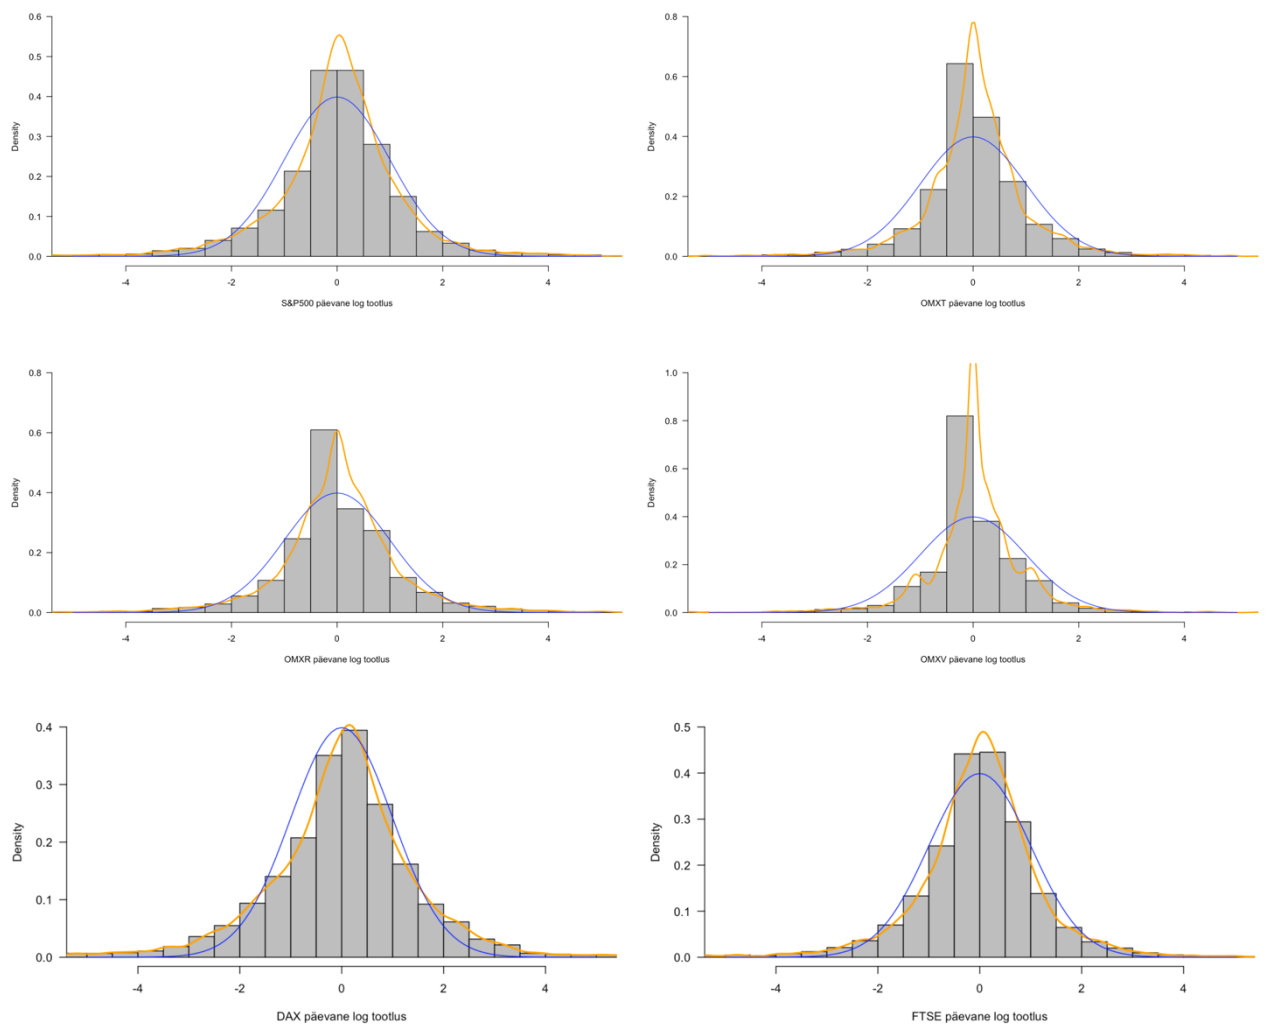 0.6
0.5
0.4
0.3
0.2
0.1
0.0
Density
-4 -2 0 2 4
S&P500 päevane log tootlus
0.8
0.6
0.4
0.2
0.0
Density
-4 -2 0 2 4
OMXT päevane log tootlus
0.8
0.6
0.4
0.2
0.0
Density
-4 -2 0 2 4
OMXR päevane log tootlus
1.0
0.8
0.6
0.4
0.2
0.0
Density
-4 -2 0 2 4
OMXV päevane log tootlus
0.4
0.3
0.2
0.1
0.0
Density
-4 -2 0 2 4
DAX päevane log tootlus
0.5
0.4
0.3
0.2
0.1
0.0
Density
-4 -2 0 2 4
FTSE päevane log tootlus